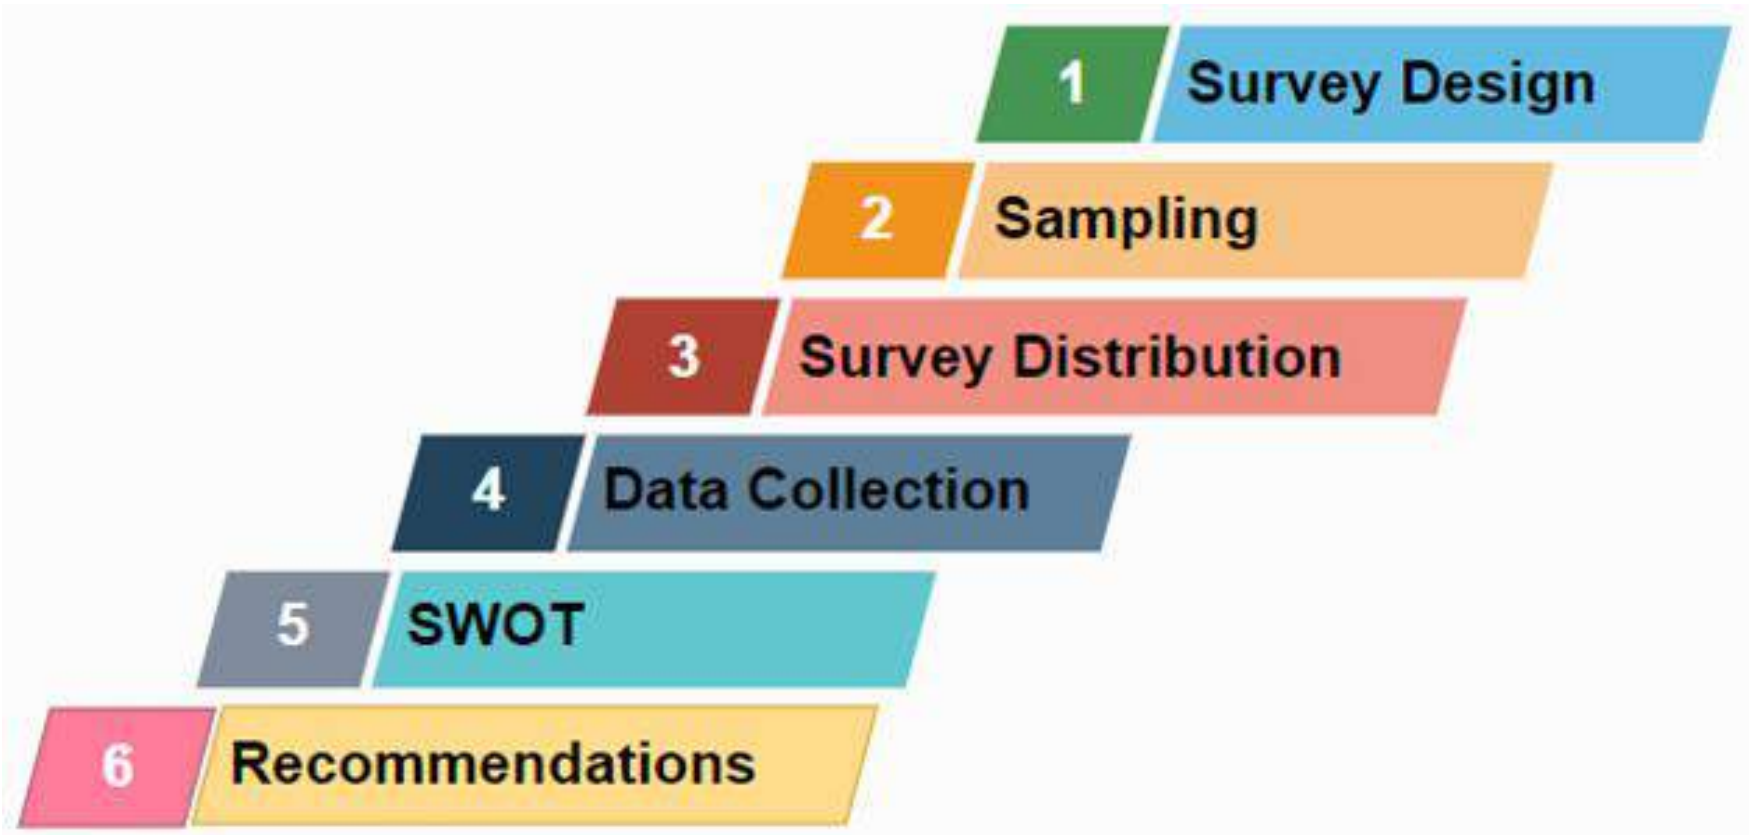 1 Survey Design
2 Sampling
3 Survey Distribution
4 Data Collection
5 SWOT
6 Recommendations